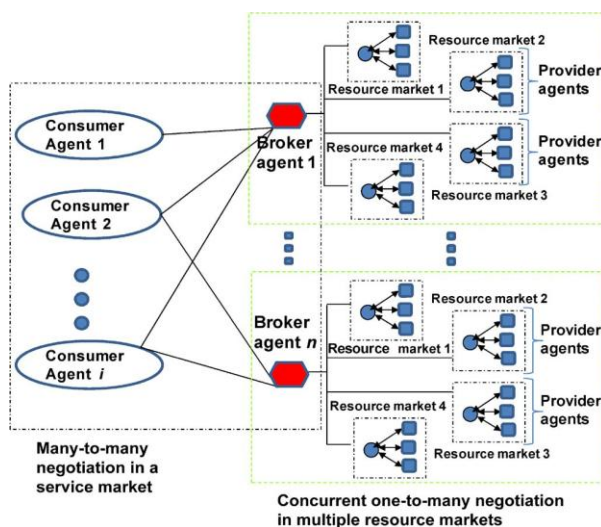 Consumer
Agent 1
Consumer
Agent 2
Consumer
Agent i
Many-to-many
negotiation in a
service market
Broker
agent 1
Resource market 2
Resource market 1
Provider
agents
Resource market 4
Provider
agents
Resource market 3
Broker
agent n
Resource market 2
Resource market 1
Provider
agents
Resource market 4
Provider
agents
Resource market 3
Concurrent one-to-many negotiation
in multiple resource markets